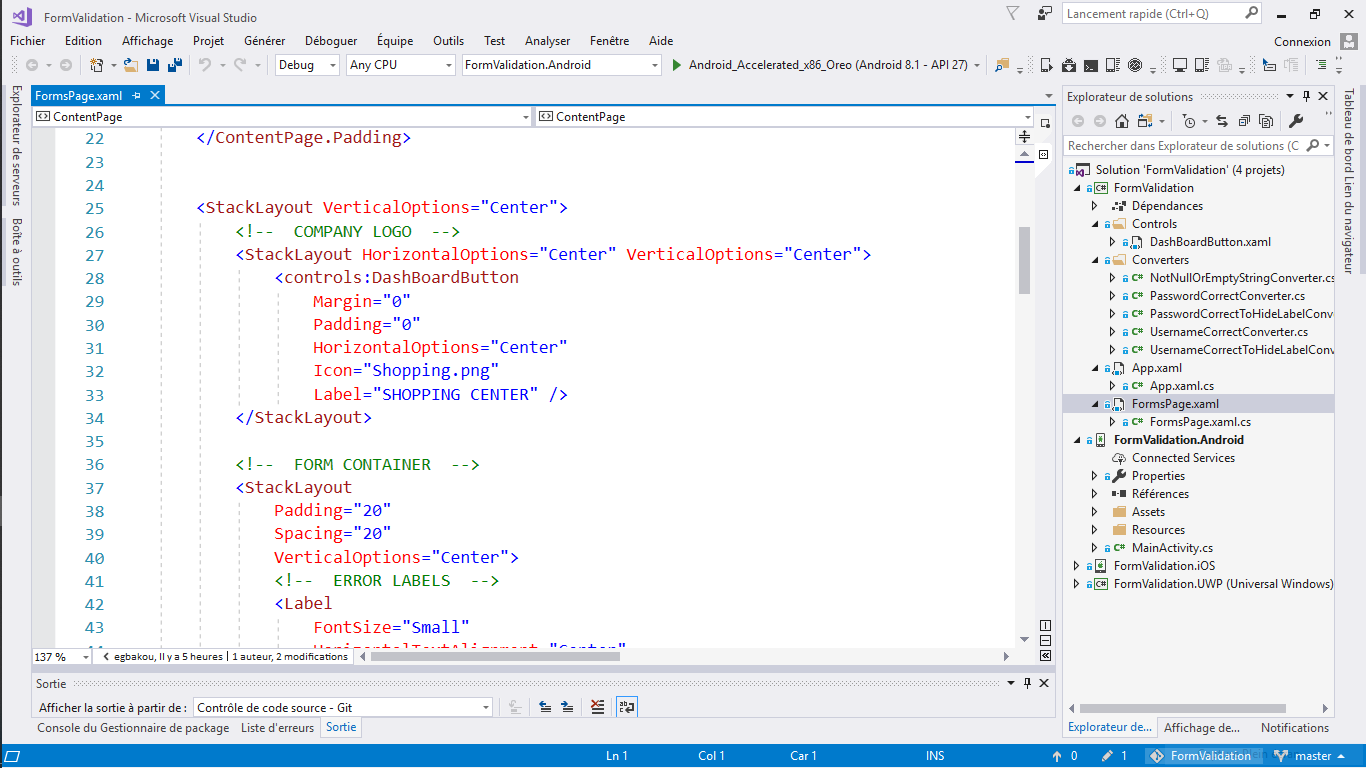 FormValidation - Microsoft Visual Studio
Lancement rapide (Ctrl+Q)
Fichier Edition Affichage Projet Générer Déboguer Équipe Outils Test Analyser Fenêtre Aide
Connexion
Debug Any CPU FormValidation.Android Android_Accelerated_x86_Oreo (Android 8.1 - API 27)
Explorateur de serveurs
Boîte à outils
FormsPage.xaml
ContentPage ContentPage
22 </ContentPage.Padding>
23
24
25 <StackLayout VerticalOptions="Center">
26 <!-- COMPANY LOGO -->
27 <StackLayout HorizontalOptions="Center" VerticalOptions="Center">
28 <controls:DashBoardButton
29 Margin="0"
30 Padding="0"
31 HorizontalOptions="Center"
32 Icon="Shopping.png"
33 Label="SHOPPING CENTER" />
34 </StackLayout>
35
36 <!-- FORM CONTAINER -->
37 <StackLayout
38 Padding="20"
39 Spacing="20"
40 VerticalOptions="Center">
41 <!-- ERROR LABELS -->
42 <Label
43 FontSize="Small"
44 HorizontalTextAlignment="Center"
137 % egbakou, Il y a 5 heures | 1 auteur, 2 modifications
Sortie
Afficher la sortie à partir de : Contrôle de code source - Git
Console du Gestionnaire de package Liste d'erreurs Sortie
Explorateur de solutions
Rechercher dans Explorateur de solutions (C
Solution 'FormValidation' (4 projets)
FormValidation
Dépendances
Controls
DashBoardButton.xaml
Converters
NotNullOrEmptyStringConverter.cs
PasswordCorrectConverter.cs
PasswordCorrectToHideLabelConv
UsernameCorrectConverter.cs
UsernameCorrectToHideLabelConv
App.xaml
App.xaml.cs
FormsPage.xaml
FormsPage.xaml.cs
FormValidation.Android
Connected Services
Properties
Références
Assets
Resources
MainActivity.cs
FormValidation.iOS
FormValidation.UWP (Universal Windows)
Explorateur de... Affichage de... Notifications
Tableau de bord Lien du navigateur
Ln 1 Col 1 Car 1 INS 0 1 FormValidation master